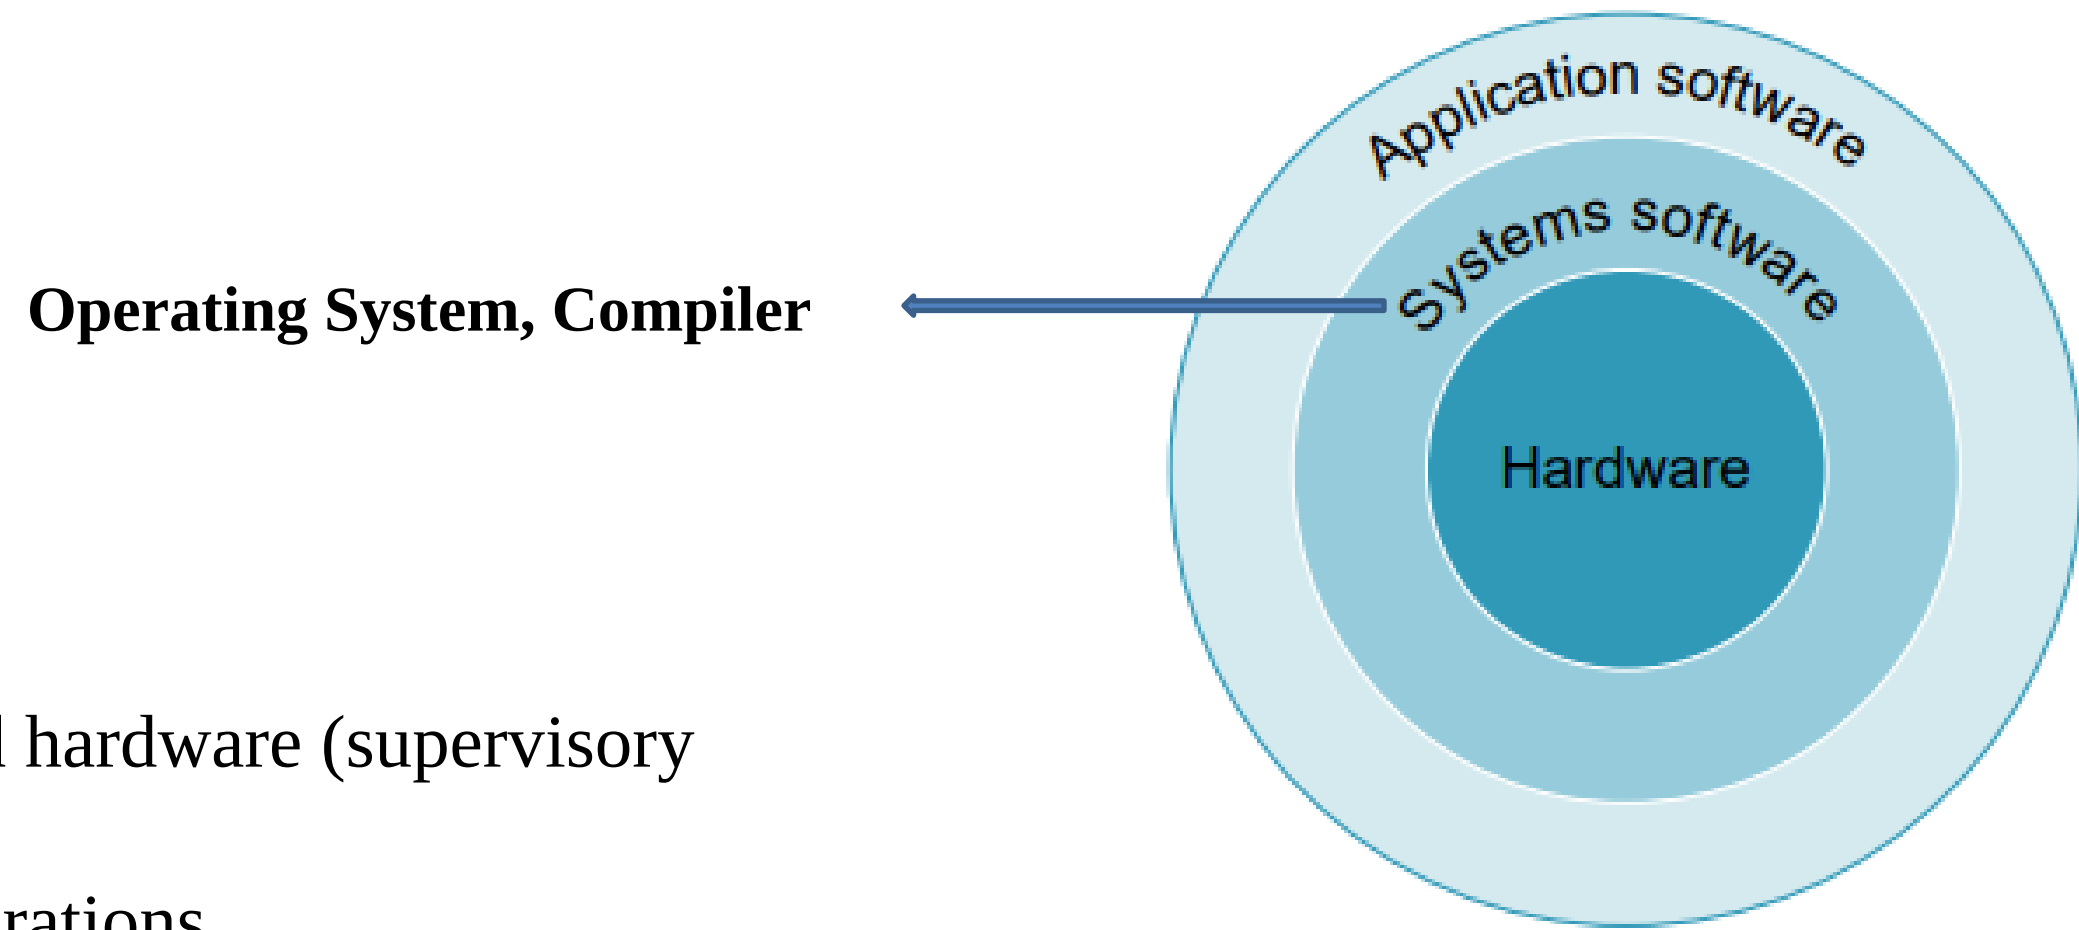 Application software
Systems software
Operating System, Compiler
Hardware
hardware (supervisory